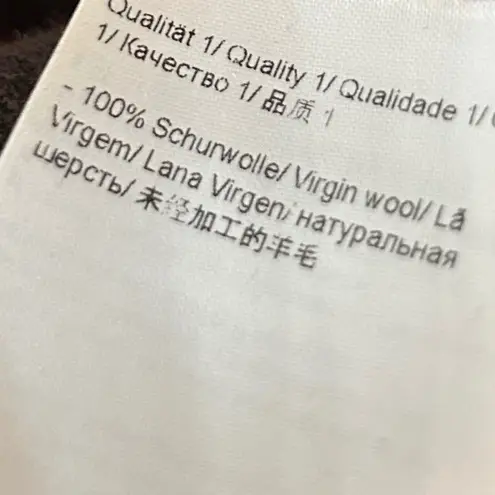 Qualität 1/ Quality 1/ Qualidade 1/
1/ Качество 1/ 品质 1
- 100% Schurwolle/ Virgin wool/ Lã
Virgem/ Lana Virgen/ натуральная
шерсть/ 未经加工的羊毛